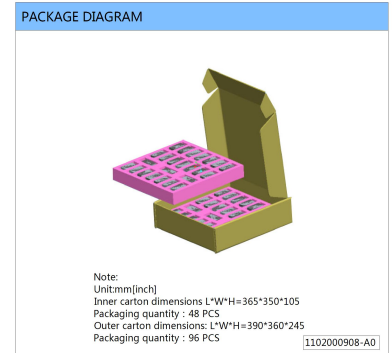 PACKAGE DIAGRAM
Note:
Unit:mm[inch]
Inner carton dimensions L*W*H=365*350*105
Packaging quantity : 48 PCS
Outer carton dimensions: L*W*H=390*360*245
Packaging quantity : 96 PCS
1102000908-A0